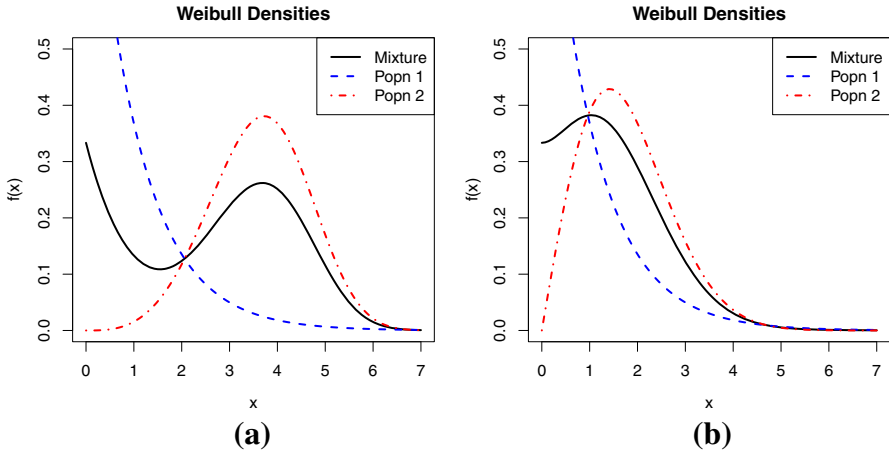 Weibull Densities
Mixture
Popn 1
Popn 2
f(x)
0.5
0.4
0.3
0.2
0.1
0.0
0 1 2 3 4 5 6 7
x
(a)
Weibull Densities
Mixture
Popn 1
Popn 2
f(x)
0.5
0.4
0.3
0.2
0.1
0.0
0 1 2 3 4 5 6 7
x
(b)